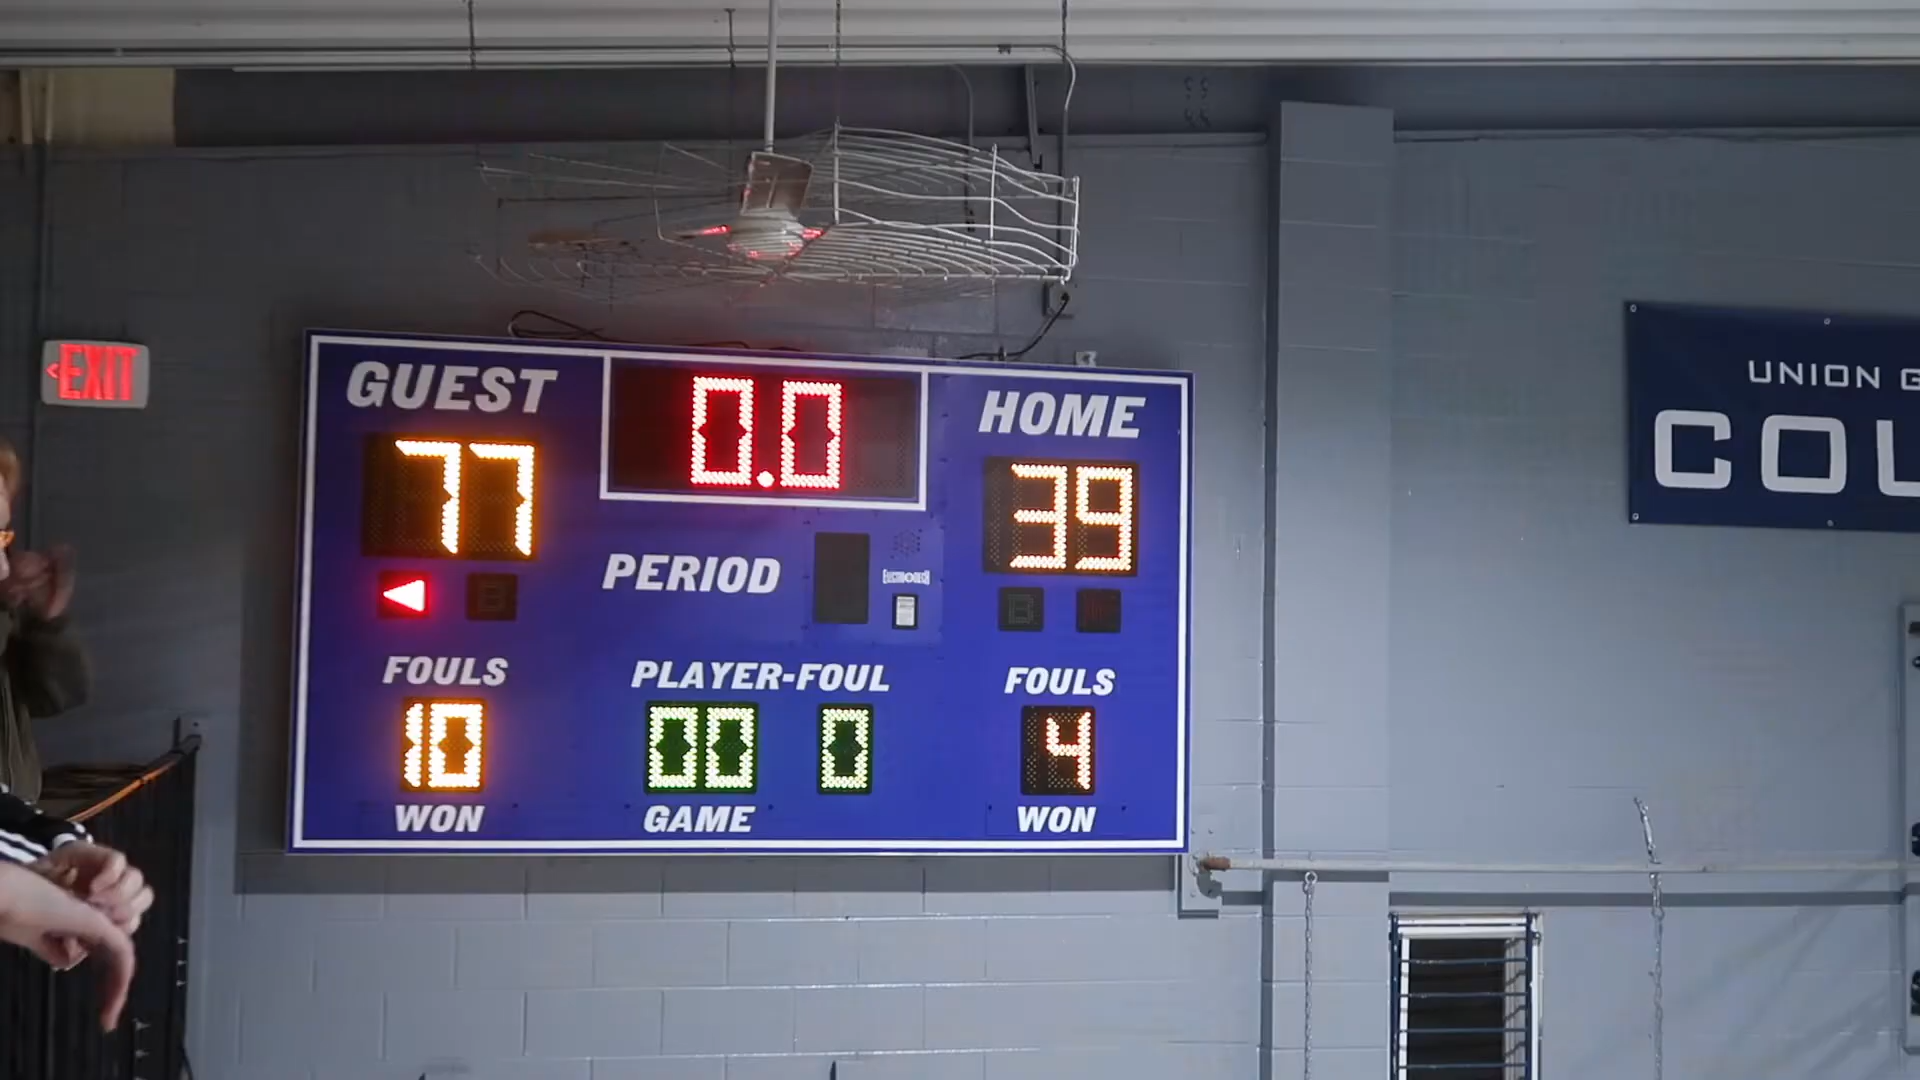 EXIT
GUEST
0.0
HOME
77
39
PERIOD
B
B
FOULS
PLAYER-FOUL
FOULS
10
00 0
4
WON
GAME
WON
UNION
COU